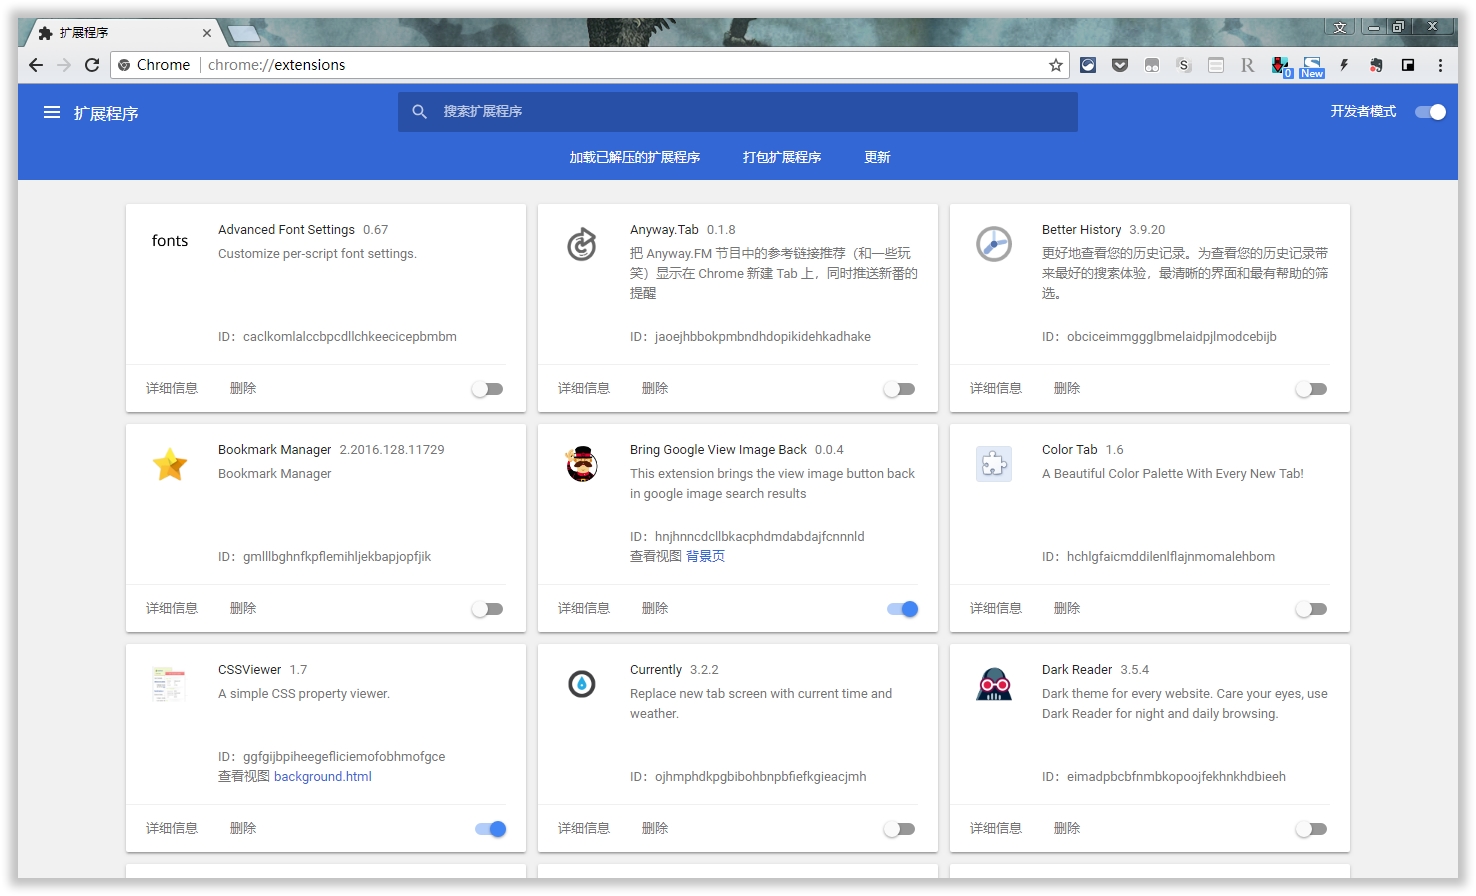 扩展程序
文
Chrome
chrome://extensions
S
R
0
New
扩展程序
搜索扩展程序
开发者模式
加载已解压的扩展程序 打包扩展程序 更新
fonts
Advanced Font Settings 0.67
Customize per-script font settings.
ID：caclkomlalccbpcdllchkeecicepbmbm
详细信息 删除
Anyway.Tab 0.1.8
把 Anyway.FM 节目中的参考链接推荐（和一些玩
笑）显示在 Chrome 新建 Tab 上，同时推送新番的
提醒
ID：jaoejhbbokpmbndhdopikidehkadhake
详细信息 删除
Better History 3.9.20
更好地查看您的历史记录。为查看您的历史记录带
来最好的搜索体验，最清晰的界面和最有帮助的筛
选。
ID：obciceimmggglbmelaidpjlmodcebijb
详细信息 删除
Bookmark Manager 2.2016.128.11729
Bookmark Manager
ID：gmlllbghnfkpflemihljekbapjopfjik
详细信息 删除
Bring Google View Image Back 0.0.4
This extension brings the view image button back
in google image search results
ID：hnjhnncdcllbkacphdmdabdajfcnnnld
查看视图 背景页
详细信息 删除
Color Tab 1.6
A Beautiful Color Palette With Every New Tab!
ID：hchlgfaicmddilenlflajnmomalehbom
详细信息 删除
CSSViewer 1.7
A simple CSS property viewer.
ID：ggfgijbpiheegefliciemofobhmofgce
查看视图 background.html
详细信息 删除
Currently 3.2.2
Replace new tab screen with current time and
weather.
ID：ojhmphdkpgbibohbnpbfiefkgieacjmh
详细信息 删除
Dark Reader 3.5.4
Dark theme for every website. Care your eyes, use
Dark Reader for night and daily browsing.
ID：eimadpbcbfnmbkopoojfekhnkhdbieeh
详细信息 删除